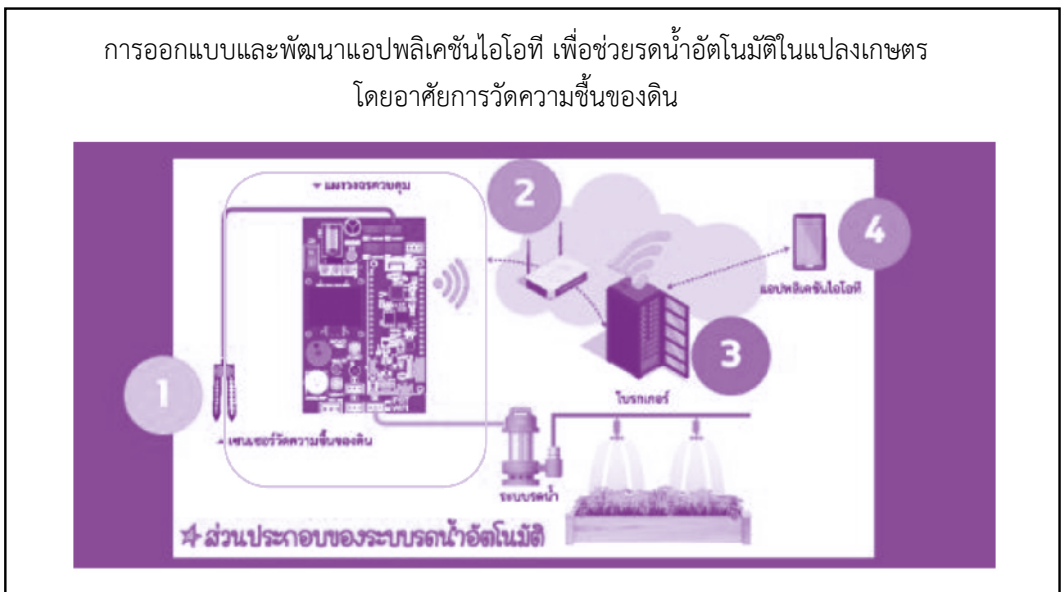 การออกแบบและพัฒนาแอปพลิเคชันไอโอที เพื่อช่วยรดน้ำอัตโนมัติในแปลงเกษตร
โดยอาศัยการวัดความชื้นของดิน
แผงวงจรควบคุม
2
4
แอปพลิเคชันไอโอที
3
โบรกเกอร์
1
เซนเซอร์วัดความชื้นของดิน
ระบบรดน้ำ
ส่วนประกอบของระบบรดน้ำอัตโนมัติ